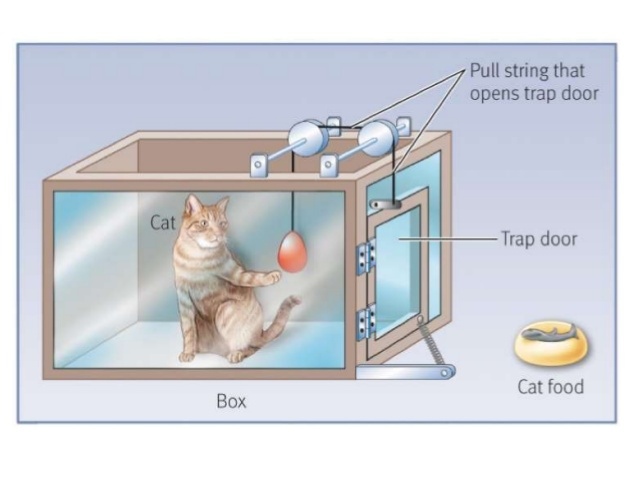 Pull string that
opens trap door
Cat
Trap door
Cat food
Box